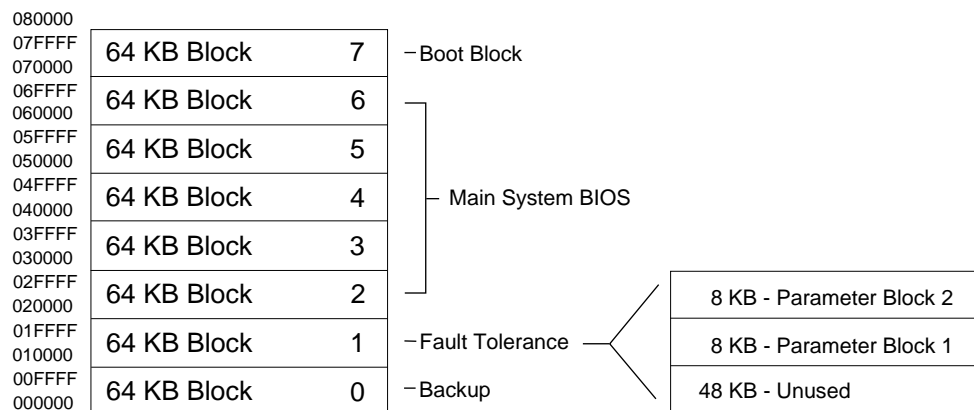 080000
07FFFF
070000
64 KB Block 7
Boot Block
06FFFF
060000
64 KB Block 6
05FFFF
050000
64 KB Block 5
04FFFF
040000
64 KB Block 4
Main System BIOS
03FFFF
030000
64 KB Block 3
02FFFF
020000
64 KB Block 2
01FFFF
010000
64 KB Block 1
Fault Tolerance
00FFFF
000000
64 KB Block 0
Backup
8 KB - Parameter Block 2
8 KB - Parameter Block 1
48 KB - Unused